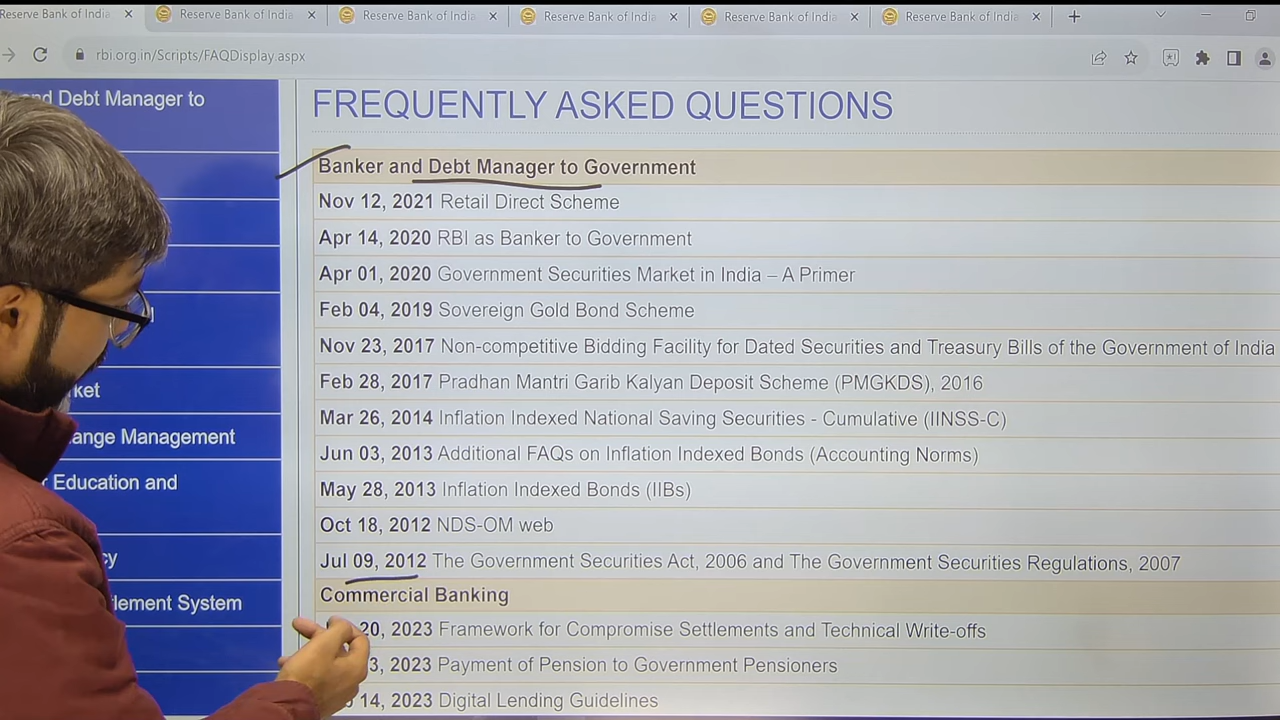 Reserve Bank of India
Reserve Bank of India
Reserve Bank of India
Reserve Bank of India
Reserve Bank of India
Reserve Bank of India
rbi.org.in/Scripts/FAQDisplay.aspx
and Debt Manager to
Management
Education and
System
FREQUENTLY ASKED QUESTIONS
Banker and Debt Manager to Government
Nov 12, 2021 Retail Direct Scheme
Apr 14, 2020 RBI as Banker to Government
Apr 01, 2020 Government Securities Market in India – A Primer
Feb 04, 2019 Sovereign Gold Bond Scheme
Nov 23, 2017 Non-competitive Bidding Facility for Dated Securities and Treasury Bills of the Government of India
Feb 28, 2017 Pradhan Mantri Garib Kalyan Deposit Scheme (PMGKDS), 2016
Mar 26, 2014 Inflation Indexed National Saving Securities - Cumulative (IINSS-C)
Jun 03, 2013 Additional FAQs on Inflation Indexed Bonds (Accounting Norms)
May 28, 2013 Inflation Indexed Bonds (IIBs)
Oct 18, 2012 NDS-OM web
Jul 09, 2012 The Government Securities Act, 2006 and The Government Securities Regulations, 2007
Commercial Banking
20, 2023 Framework for Compromise Settlements and Technical Write-offs
2023 Payment of Pension to Government Pensioners
14, 2023 Digital Lending Guidelines